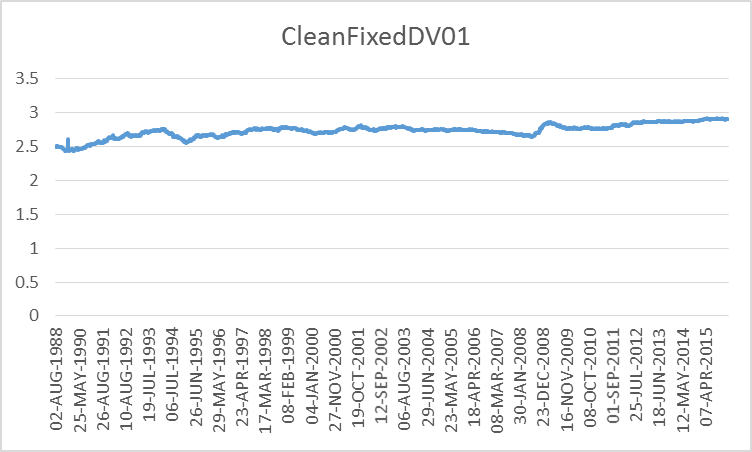 CleanFixedDV01
3.5
3
2.5
2
1.5
1
0.5
0
02-AUG-1988
25-MAY-1990
26-AUG-1991
10-AUG-1992
19-JUL-1993
06-JUL-1994
26-JUN-1995
29-MAY-1996
23-APR-1997
17-MAR-1998
08-FEB-1999
04-JAN-2000
27-NOV-2000
19-OCT-2001
12-SEP-2002
06-AUG-2003
29-JUN-2004
23-MAY-2005
18-APR-2006
08-MAR-2007
30-JAN-2008
23-DEC-2008
16-NOV-2009
08-OCT-2010
01-SEP-2011
25-JUL-2012
18-JUN-2013
12-MAY-2014
07-APR-2015